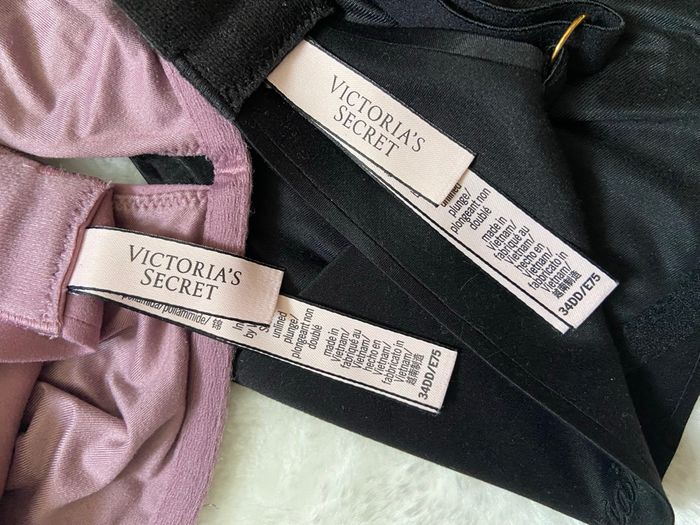 VICTORIA'S
SECRET
unlined
plunge/
plongeant non
doublé
made in
Vietnam/
fabriqué au
Vietnam/
hecho en
Vietnam/
fabbricato in
Vietnam/
越南制造
34DD/E75
VICTORIA'S
SECRET
unlined
plunge/
plongeant non
doublé
made in
Vietnam/
fabriqué au
Vietnam/
hecho en
Vietnam/
fabbricato in
Vietnam/
越南制造
34DD/E75